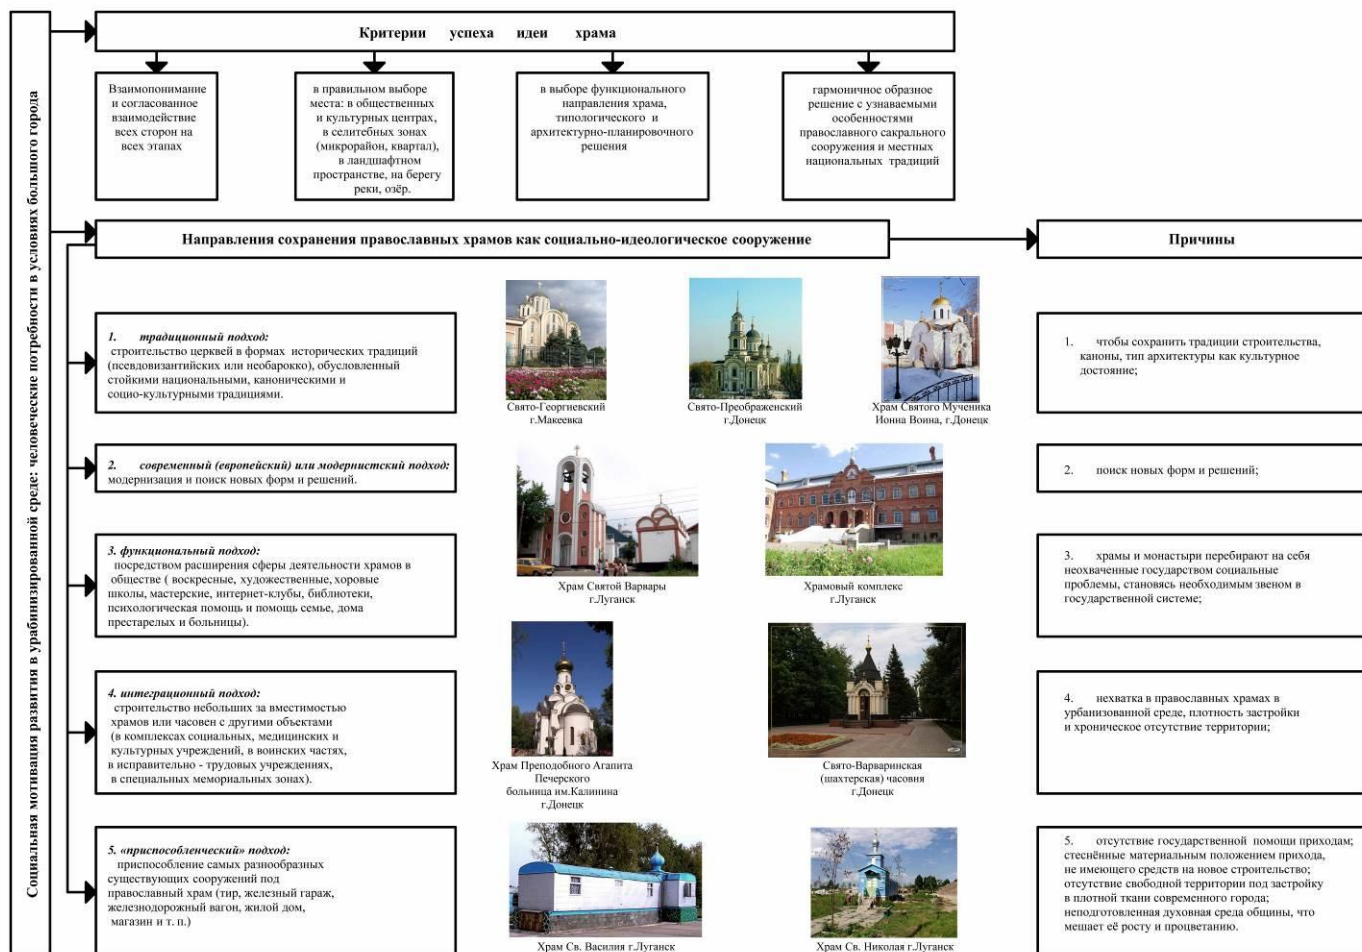 Социальная мотивация развития в урабинизированной среде: человеческие потребности в условиях большого города
Критерии успеха идеи храма
Взаимопонимание
и согласованное
взаимодействие
всех сторон на
всех этапах
в правильном выборе
места: в общественных
и культурных центрах,
в селитебных зонах
(микрорайон, квартал),
в ландшафтном
пространстве, на берегу
реки, озёр.
в выборе функционального
направления храма,
типологического и
архитектурно-планировочного
решения
гармоничное образное
решение с узнаваемыми
особенностями
православного сакрального
сооружения и местных
национальных традиций
Направления сохранения православных храмов как социально-идеологическое сооружение
Причины
1. традиционный подход:
строительство церквей в формах исторических традиций
(псевдовизантийских или необарокко), обусловленный
стойкими национальными, каноническими и
социо-культурными традициями.
Свято-Георгиевский
г.Макеевка
Свято-Преображенский
г.Донецк
Храм Святого Мученика
Ионна Воина, г.Донецк
1. чтобы сохранить традиции строительства,
каноны, тип архитектуры как культурное
достояние;
2. современный (европейский) или модернистский подход:
модернизация и поиск новых форм и решений.
2. поиск новых форм и решений;
3. функциональный подход:
посредством расширения сферы деятельности храмов в
обществе ( воскресные, художественные, хоровые
школы, мастерские, интернет-клубы, библиотеки,
психологическая помощь и помощь семье, дома
престарелых и больницы).
Храм Святой Варвары
г.Луганск
Храмовый комплекс
г.Луганск
3. храмы и монастыри перебирают на себя
неохваченные государством социальные
проблемы, становясь необходимым звеном в
государственной системе;
4. интеграционный подход:
строительство небольших за вместимостью
храмов или часовен с другими объектами
(в комплексах социальных, медицинских и
культурных учреждений, в воинских частях,
в исправительно - трудовых учреждениях,
в специальных мемориальных зонах).
Храм Преподобного Агапита
Печерского
больница им.Калинина
г.Донецк
Свято-Варваринская
(шахтерская) часовня
г.Донецк
4. нехватка в православных храмах в
урбанизованной среде, плотность застройки
и хроническое отсутствие территории;
5. «приспособленческий» подход:
приспособление самых разнообразных
существующих сооружений под
православный храм (тир, железный гараж,
железнодорожный вагон, жилой дом,
магазин и т. п.)
Храм Св. Василия г.Луганск
Храм Св. Николая г.Луганск
5. отсутствие государственной помощи приходам;
стеснённые материальным положением прихода,
не имеющего средств на новое строительство;
отсутствие свободной территории под застройку
в плотной ткани современного города;
неподготовленная духовная среда общины, что
мешает её росту и процветанию.